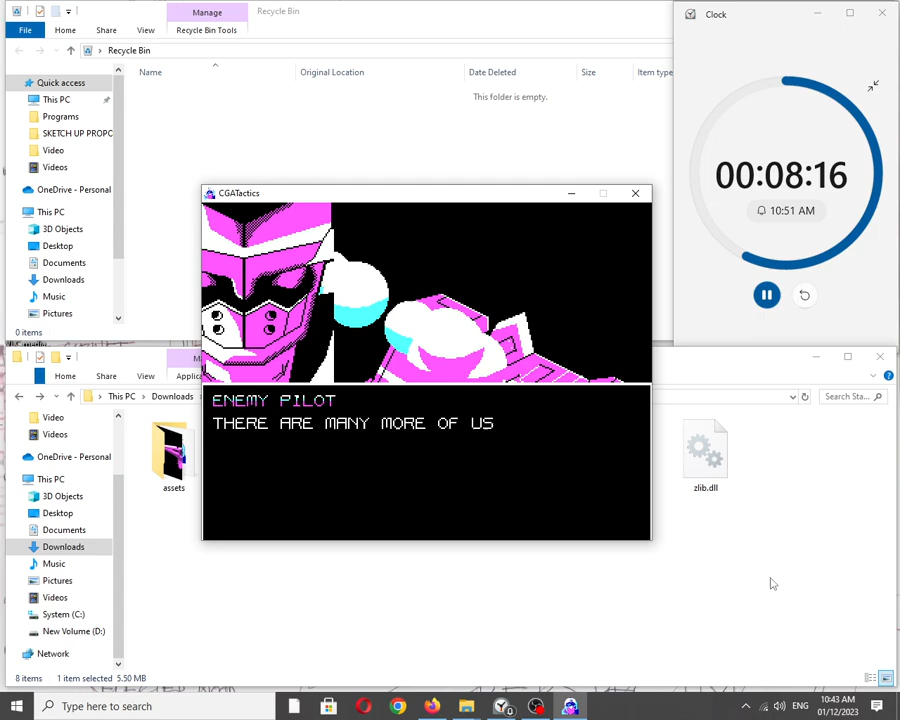 Manage
Recycle Bin
File
Home
Share
View
Recycle Bin Tools
Recycle Bin
Name
Original Location
Date Deleted
Size
Item type
This folder is empty.
Quick access
This PC
Programs
SKETCH UP PROPC
Video
Videos
OneDrive - Personal
This PC
3D Objects
Desktop
Documents
Downloads
Music
Pictures
0 items
Clock
00:08:16
10:51 AM
CGATactics
ENEMY PILOT
THERE ARE MANY MORE OF US
Home
Share
View
This PC
Downloads
Search Sta...
Video
Videos
OneDrive - Personal
This PC
3D Objects
Desktop
Documents
Downloads
Music
Pictures
Videos
System (C:)
New Volume (D:)
Network
assets
zlib.dll
8 items
1 item selected
5.50 MB
Type here to search
ENG
10:43 AM
01/12/2023